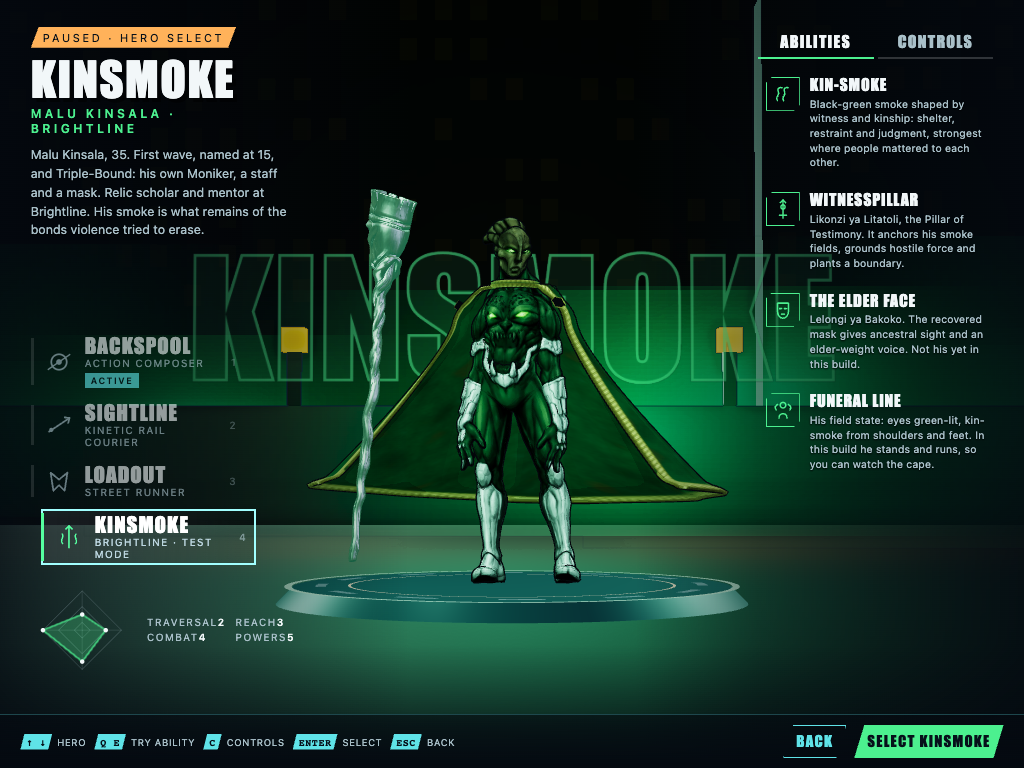 PAUSED · HERO SELECT
KINSMOKE
MALU KINSALA ·
BRIGHTLINE
Malu Kinsala, 35. First wave, named at 15,
and Triple-Bound: his own Moniker, a staff
and a mask. Relic scholar and mentor at
Brightline. His smoke is what remains of the
bonds violence tried to erase.
KINSMOKE
BACKSPOOL
ACTION COMPOSER
1
ACTIVE
SIGHTLINE
KINETIC RAIL
COURIER
2
LOADOUT
STREET RUNNER
3
KINSMOKE
BRIGHTLINE · TEST
MODE
4
TRAVERSAL2 REACH3
COMBAT4 POWERS5
ABILITIES CONTROLS
KIN-SMOKE
Black-green smoke shaped by
witness and kinship: shelter,
restraint and judgment, strongest
where people mattered to each
other.
WITNESSPILLAR
Likonzi ya Litatoli, the Pillar of
Testimony. It anchors his smoke
fields, grounds hostile force and
plants a boundary.
THE ELDER FACE
Lelongi ya Bakoko. The recovered
mask gives ancestral sight and an
elder-weight voice. Not his yet in
this build.
FUNERAL LINE
His field state: eyes green-lit, kin-
smoke from shoulders and feet. In
this build he stands and runs, so
you can watch the cape.
↑ ↓ HERO Q E TRY ABILITY C CONTROLS ENTER SELECT ESC BACK
BACK SELECT KINSMOKE